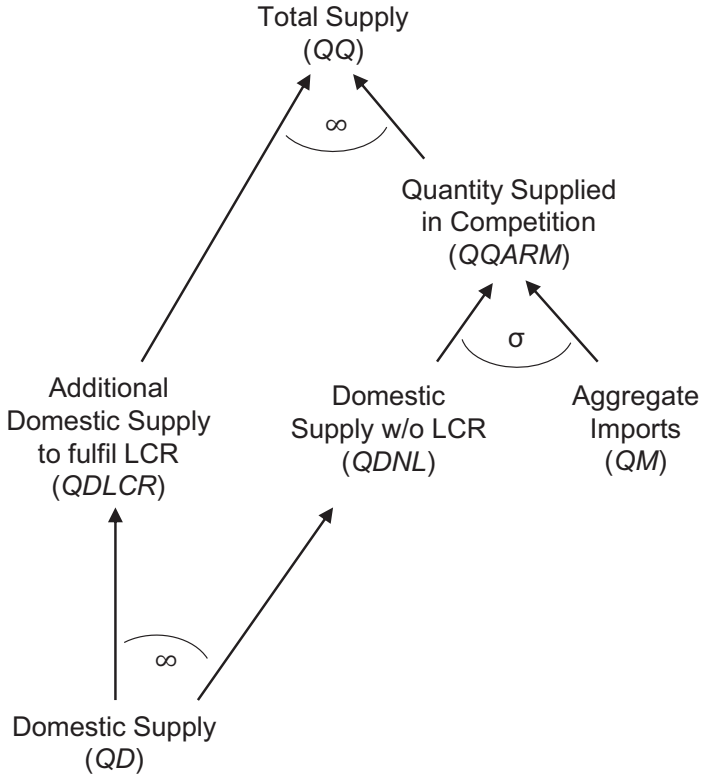 Total Supply
(QQ)
∞
Quantity Supplied
in Competition
(QQARM)
σ
Additional
Domestic Supply
to fulfil LCR
(QDLCR)
Domestic
Supply w/o LCR
(QDNL)
Aggregate
Imports
(QM)
∞
Domestic Supply
(QD)